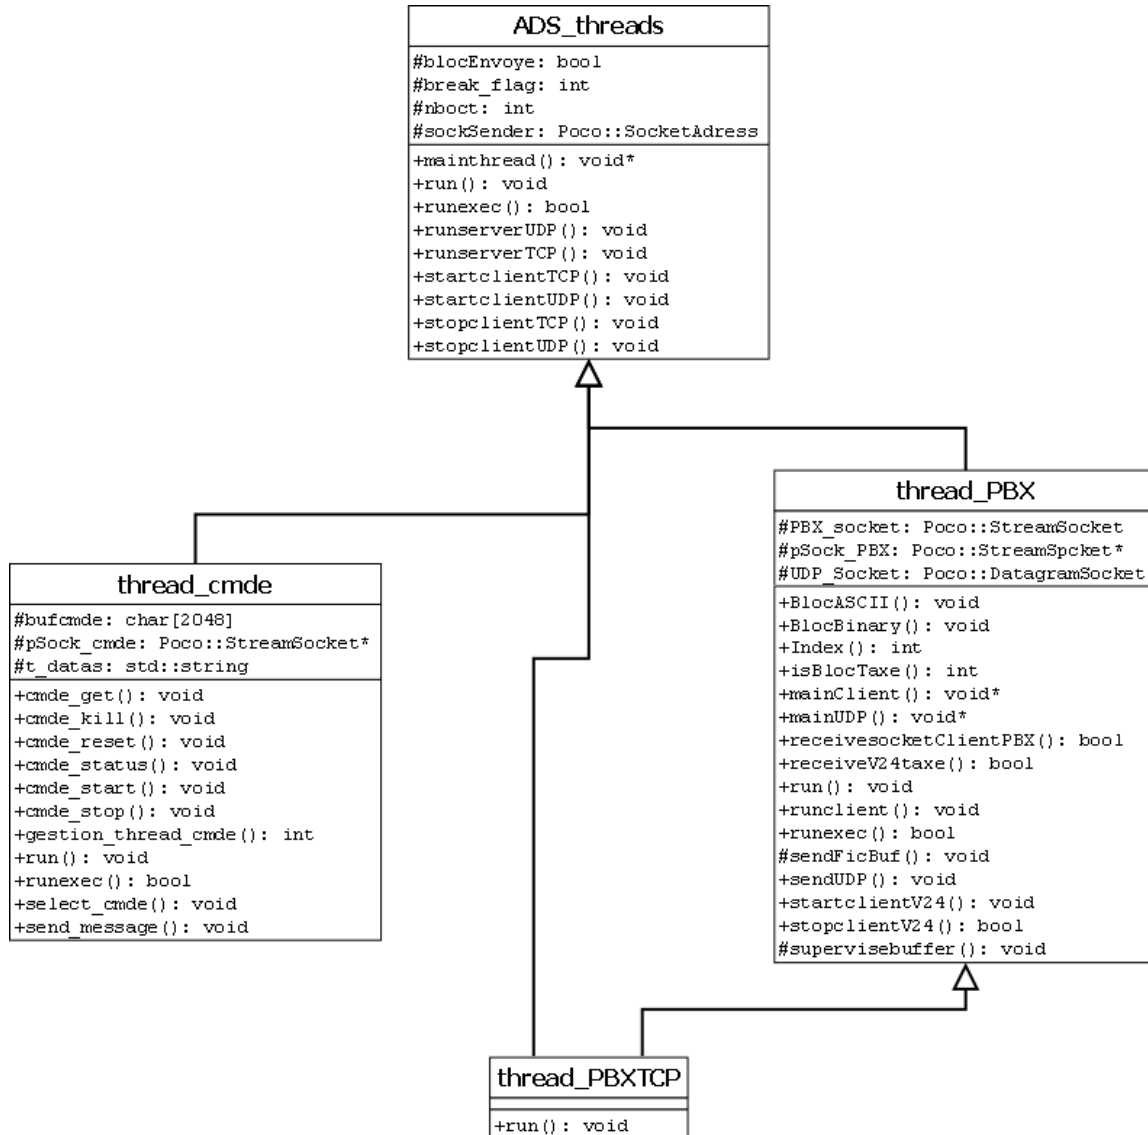 ADS_threads
#blocEnvoye: bool
#break_flag: int
#nboct: int
#sockSender: Poco::SocketAdress
+mainthread(): void*
+run(): void
+runexec(): bool
+runserverUDP(): void
+runserverTCP(): void
+startclientTCP(): void
+startclientUDP(): void
+stopclientTCP(): void
+stopclientUDP(): void
thread_cmde
#bufcmde: char[2048]
#pSock_cmde: Poco::StreamSocket*
#t_datas: std::string
+cmde_get(): void
+cmde_kill(): void
+cmde_reset(): void
+cmde_status(): void
+cmde_start(): void
+cmde_stop(): void
+gestion_thread_cmde(): int
+run(): void
+runexec(): bool
+select_cmde(): void
+send_message(): void
thread_PBX
#PBX_socket: Poco::StreamSocket
#pSock_PBX: Poco::StreamSpcket*
#UDP_Socket: Poco::DatagramSocket
+BlocASCII(): void
+BlocBinary(): void
+Index(): int
+isBlocTaxe(): int
+mainClient(): void*
+mainUDP(): void*
+receivesocketClientPBX(): bool
+receiveV24taxe(): bool
+run(): void
+runclient(): void
+runexec(): bool
#sendFicBuf(): void
+sendUDP(): void
+startclientV24(): void
+stopclientV24(): bool
#supervisebuffer(): void
thread_PBXTCP
+run(): void